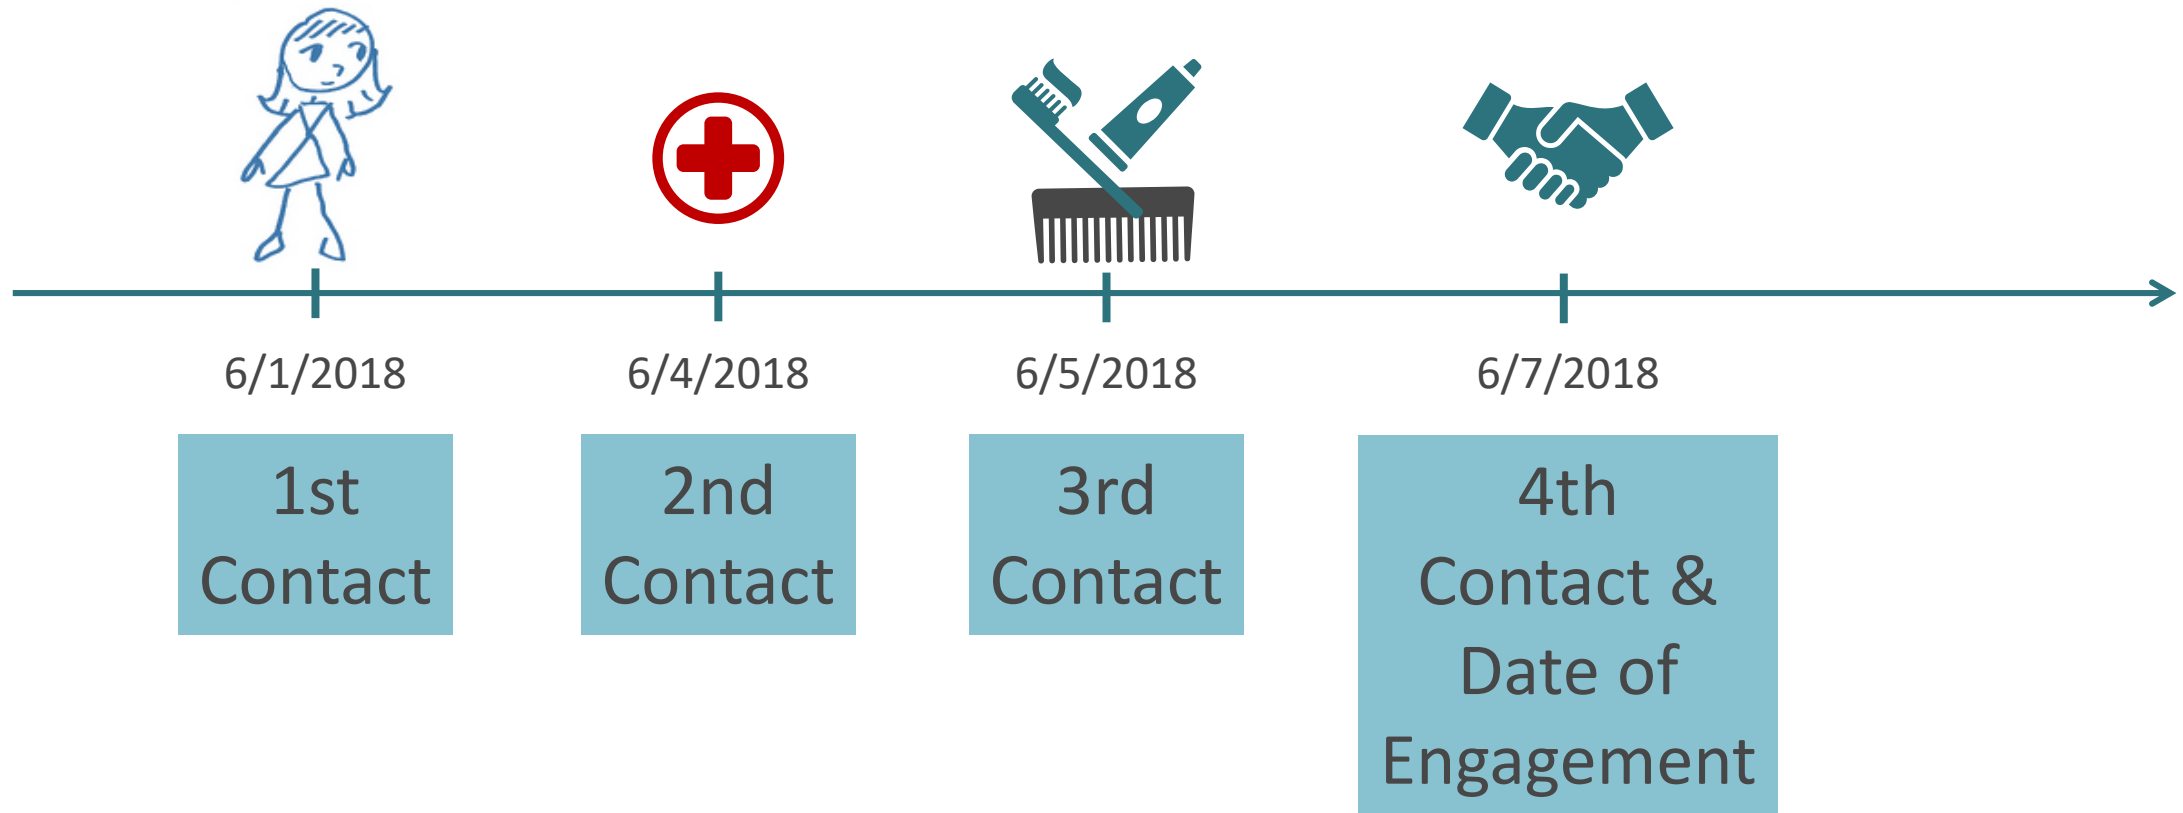 6/1/2018
6/4/2018
6/5/2018
6/7/2018
1st
Contact
2nd
Contact
3rd
Contact
4th
Contact &
Date of
Engagement